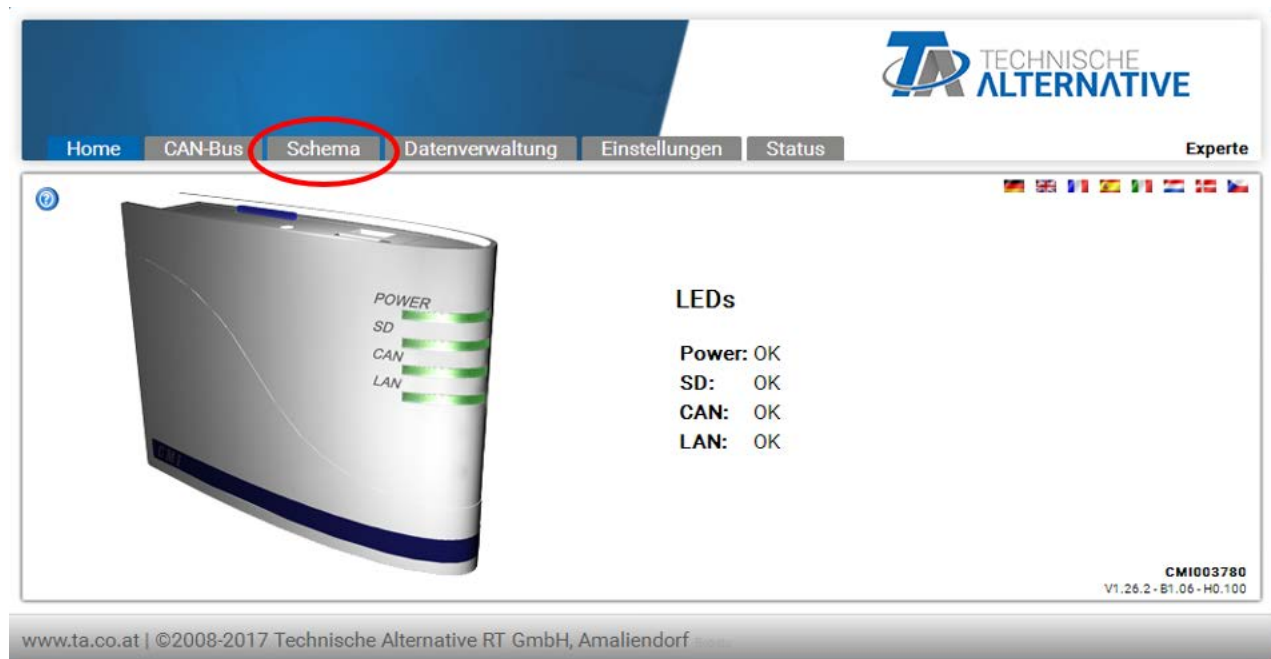 TECHNISCHE
ALTERNATIVE
Home CAN-Bus Schema Datenverwaltung Einstellungen Status Experte
POWER
SD
CAN
LAN
CMI
LEDs
Power: OK
SD: OK
CAN: OK
LAN: OK
CMI003780
V1.26.2 - B1.06 - H0.100
www.ta.co.at | ©2008-2017 Technische Alternative RT GmbH, Amaliendorf